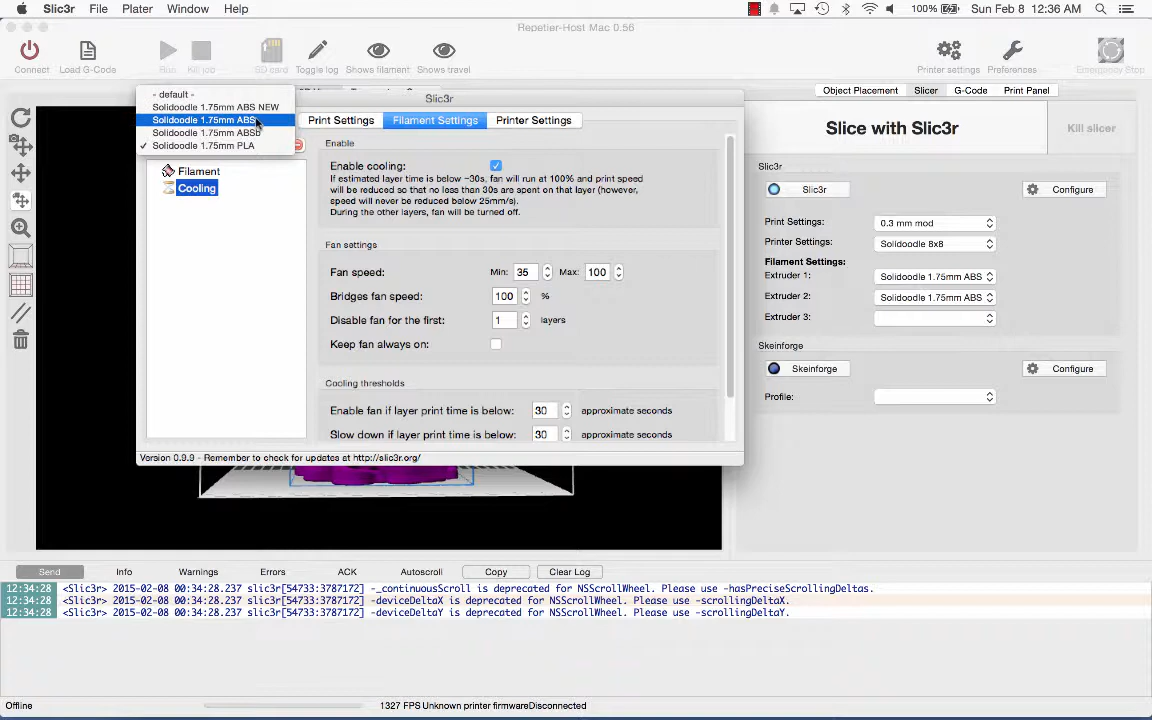 Slic3r File Plater Window Help 100% Sun Feb 8 12:36 AM
Repetier-Host Mac 0.56
Connect Load G-Code Run Kill job SD card Toggle log Shows filament Shows travel Printer settings Preferences Emergency Stop
Object Placement Slicer G-Code Print Panel
- default -
Solidoodle 1.75mm ABS NEW
Solidoodle 1.75mm ABS
Solidoodle 1.75mm ABSb
✓ Solidoodle 1.75mm PLA
Slic3r
Print Settings Filament Settings Printer Settings
Filament
Cooling
Enable
Enable cooling:
If estimated layer time is below ~30s, fan will run at 100% and print speed
will be reduced so that no less than 30s are spent on that layer (however,
speed will never be reduced below 25mm/s).
During the other layers, fan will be turned off.
Fan settings
Fan speed: Min: 35 Max: 100
Bridges fan speed: 100 %
Disable fan for the first: 1 layers
Keep fan always on:
Cooling thresholds
Enable fan if layer print time is below: 30 approximate seconds
Slow down if layer print time is below: 30 approximate seconds
Version 0.9.9 - Remember to check for updates at http://slic3r.org/
Slice with Slic3r Kill slicer
Slic3r
Slic3r Configure
Print Settings: 0.3 mm mod
Printer Settings: Solidoodle 8x8
Filament Settings:
Extruder 1: Solidoodle 1.75mm ABS
Extruder 2: Solidoodle 1.75mm ABS
Extruder 3:
Skeinforge
Skeinforge Configure
Profile:
Send Info Warnings Errors ACK Autoscroll Copy Clear Log
12:34:28 <Slic3r> 2015-02-08 00:34:28.237 slic3r[54733:3787172] -_continuousScroll is deprecated for NSScrollWheel. Please use -hasPreciseScrollingDeltas.
12:34:28 <Slic3r> 2015-02-08 00:34:28.237 slic3r[54733:3787172] -deviceDeltaX is deprecated for NSScrollWheel. Please use -scrollingDeltaX.
12:34:28 <Slic3r> 2015-02-08 00:34:28.237 slic3r[54733:3787172] -deviceDeltaY is deprecated for NSScrollWheel. Please use -scrollingDeltaY.
Offline 1327 FPS Unknown printer firmwareDisconnected